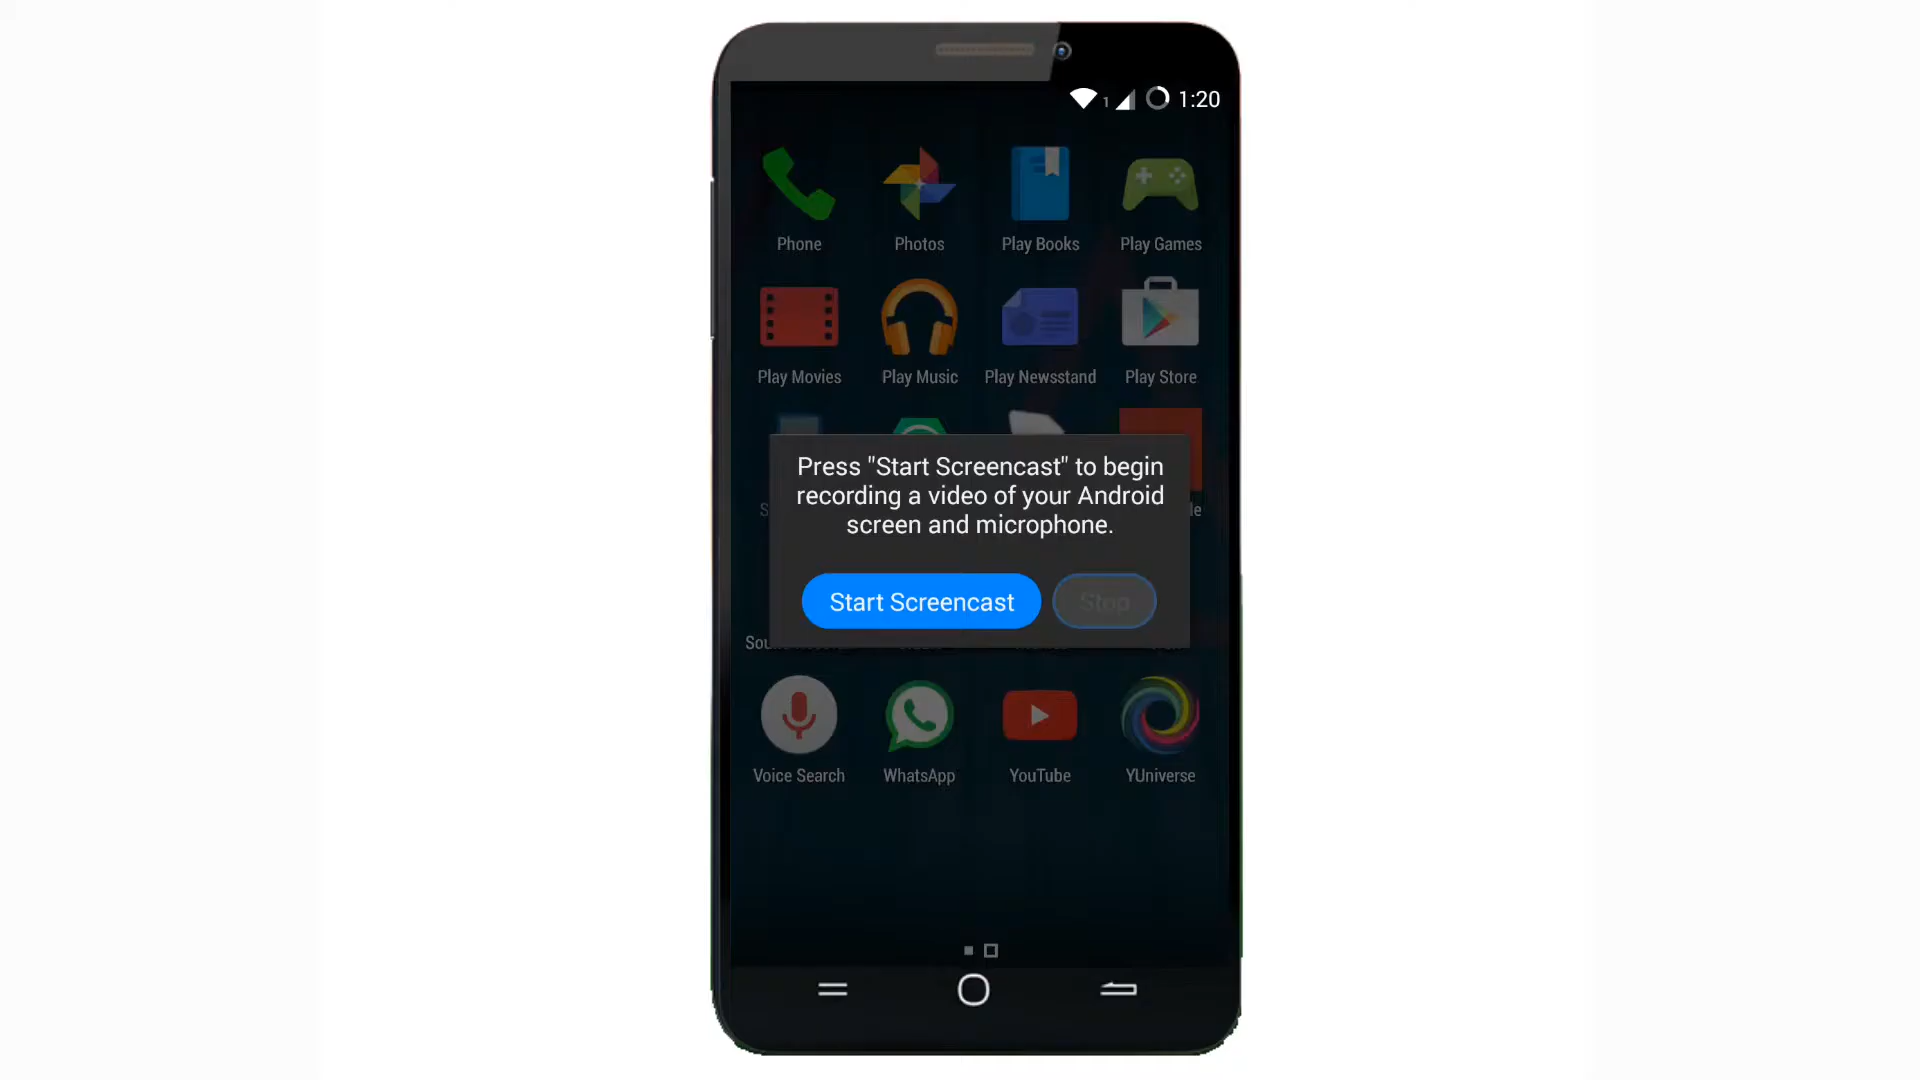 1 1:20
Phone Photos Play Books Play Games
Play Movies Play Music Play Newsstand Play Store
Press "Start Screencast" to begin
recording a video of your Android
screen and microphone.
Start Screencast Stop
Voice Search WhatsApp YouTube YUniverse